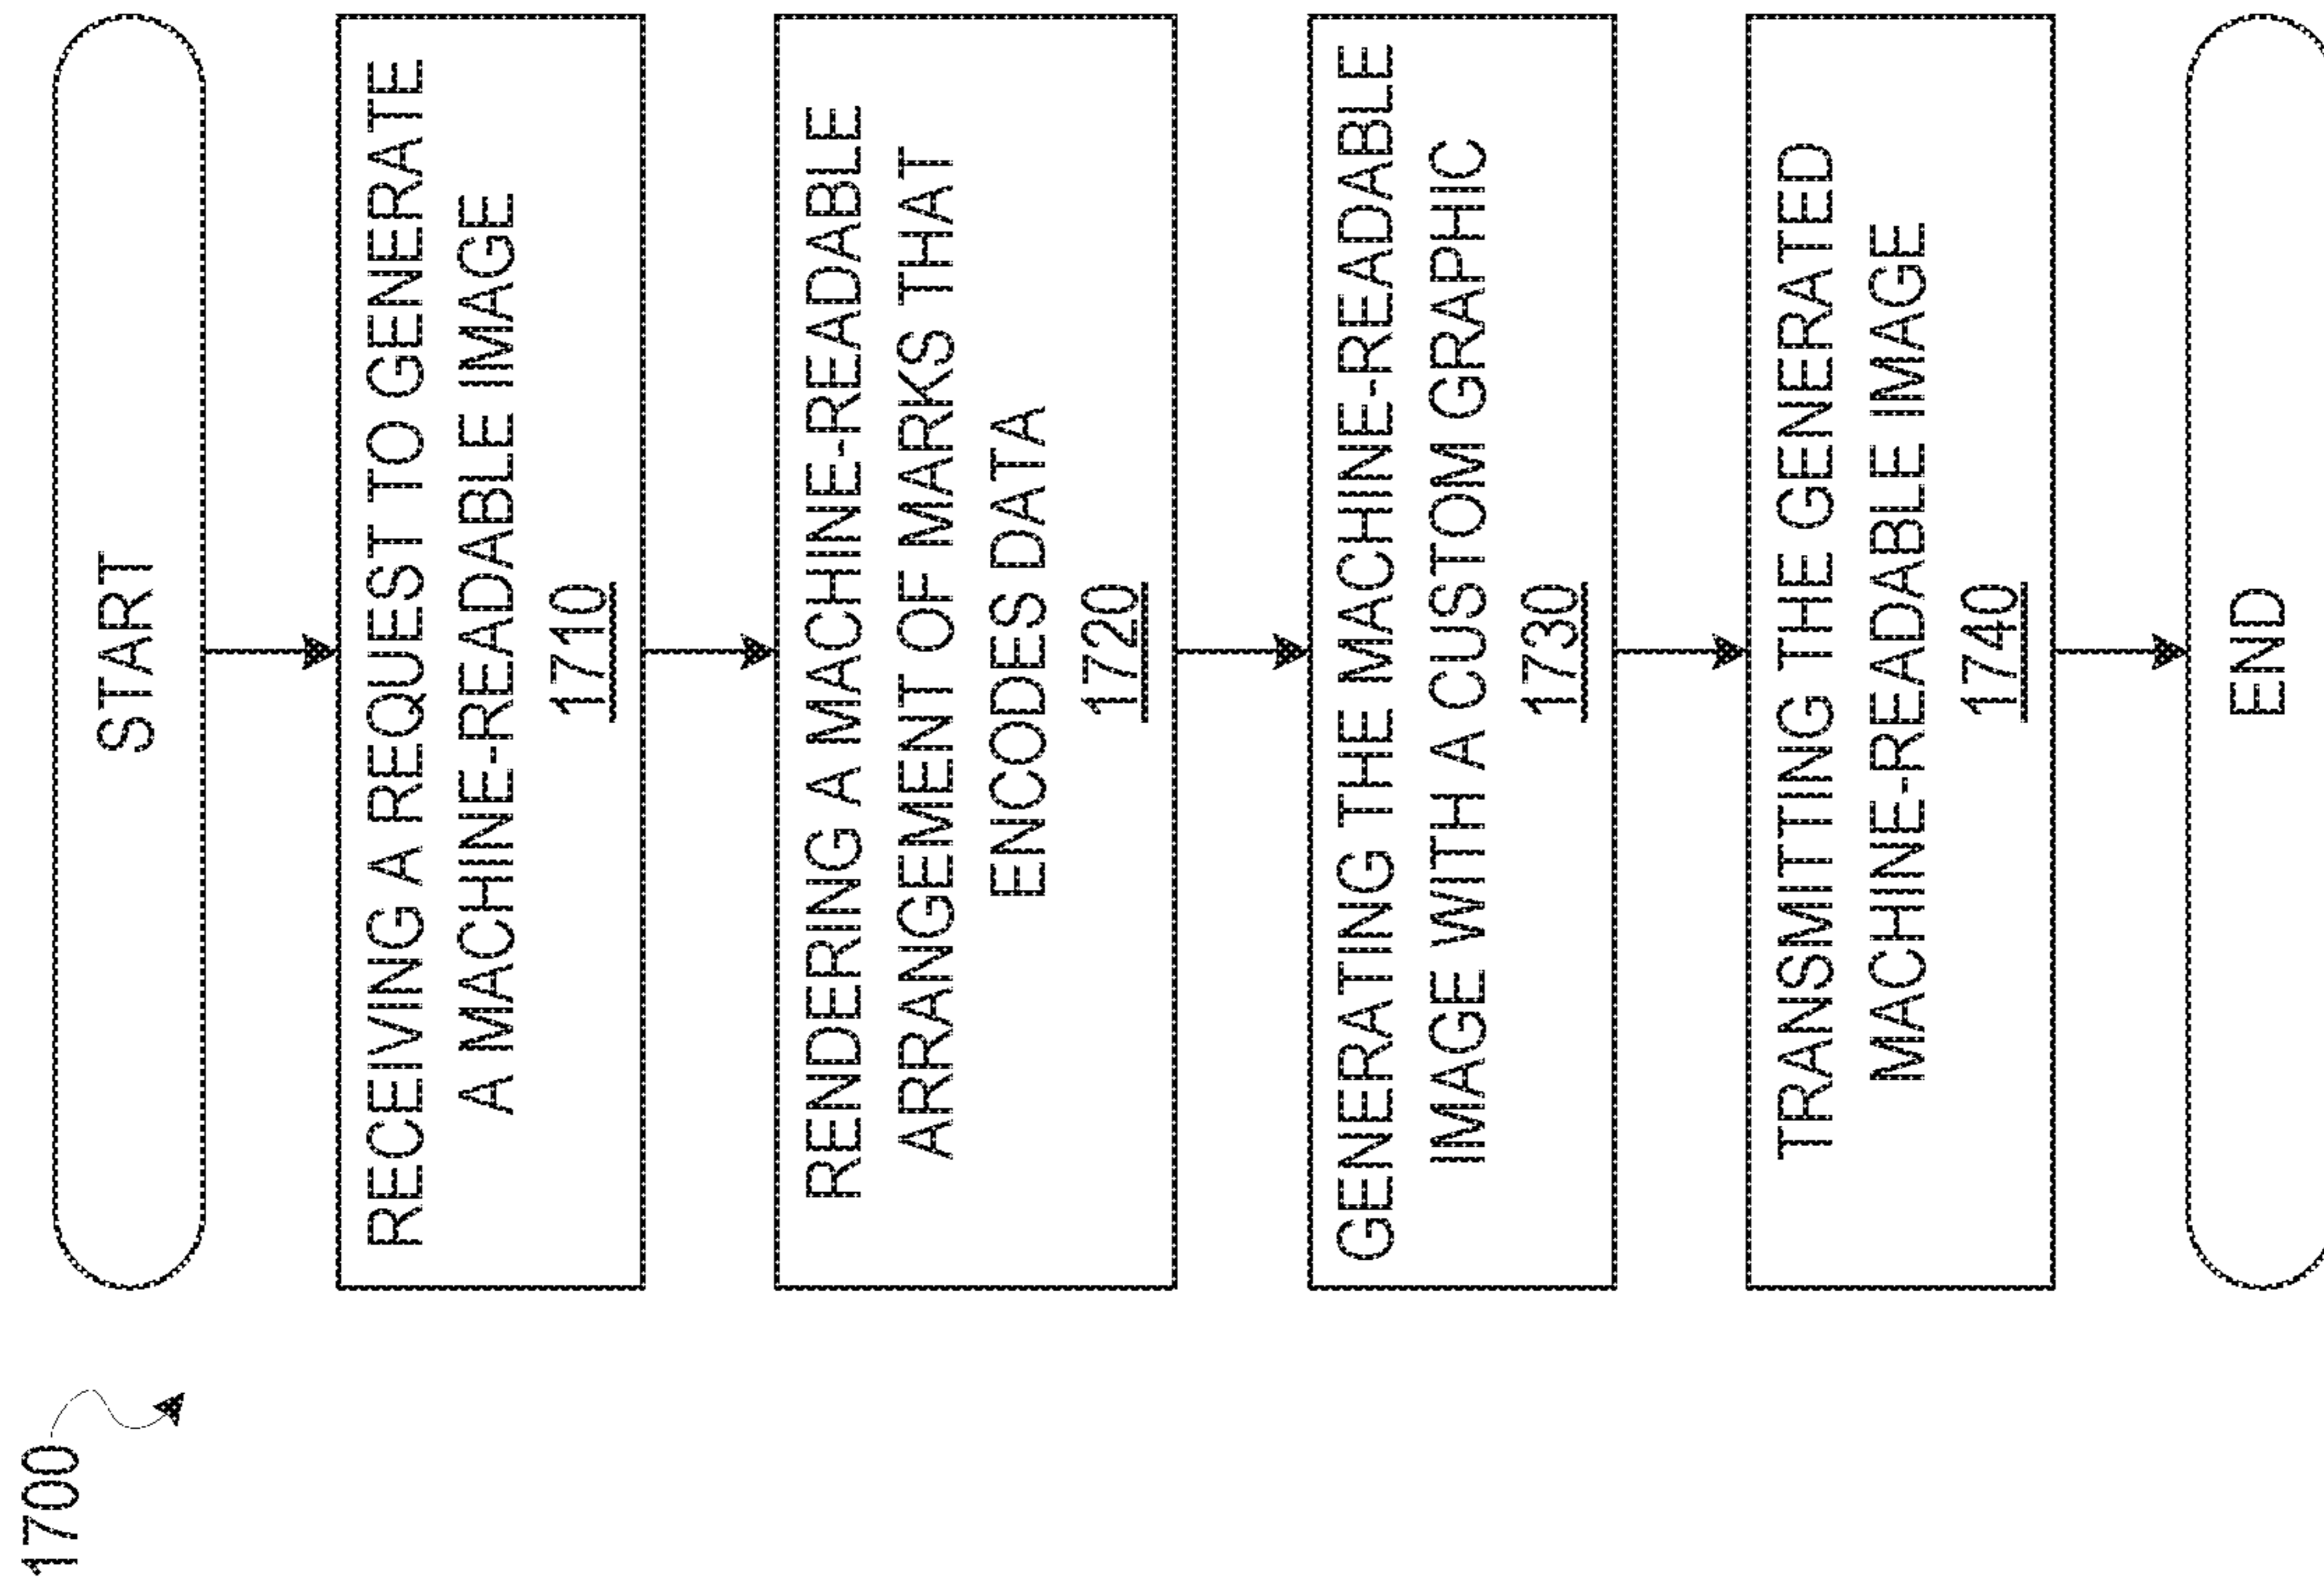 1700
START
RECEIVING A REQUEST TO GENERATE
A MACHINE-READABLE IMAGE
1710
RENDERING A MACHINE-READABLE
ARRANGEMENT OF MARKS THAT
ENCODES DATA
1720
GENERATING THE MACHINE-READABLE
IMAGE WITH A CUSTOM GRAPHIC
1730
TRANSMITTING THE GENERATED
MACHINE-READABLE IMAGE
1740
END